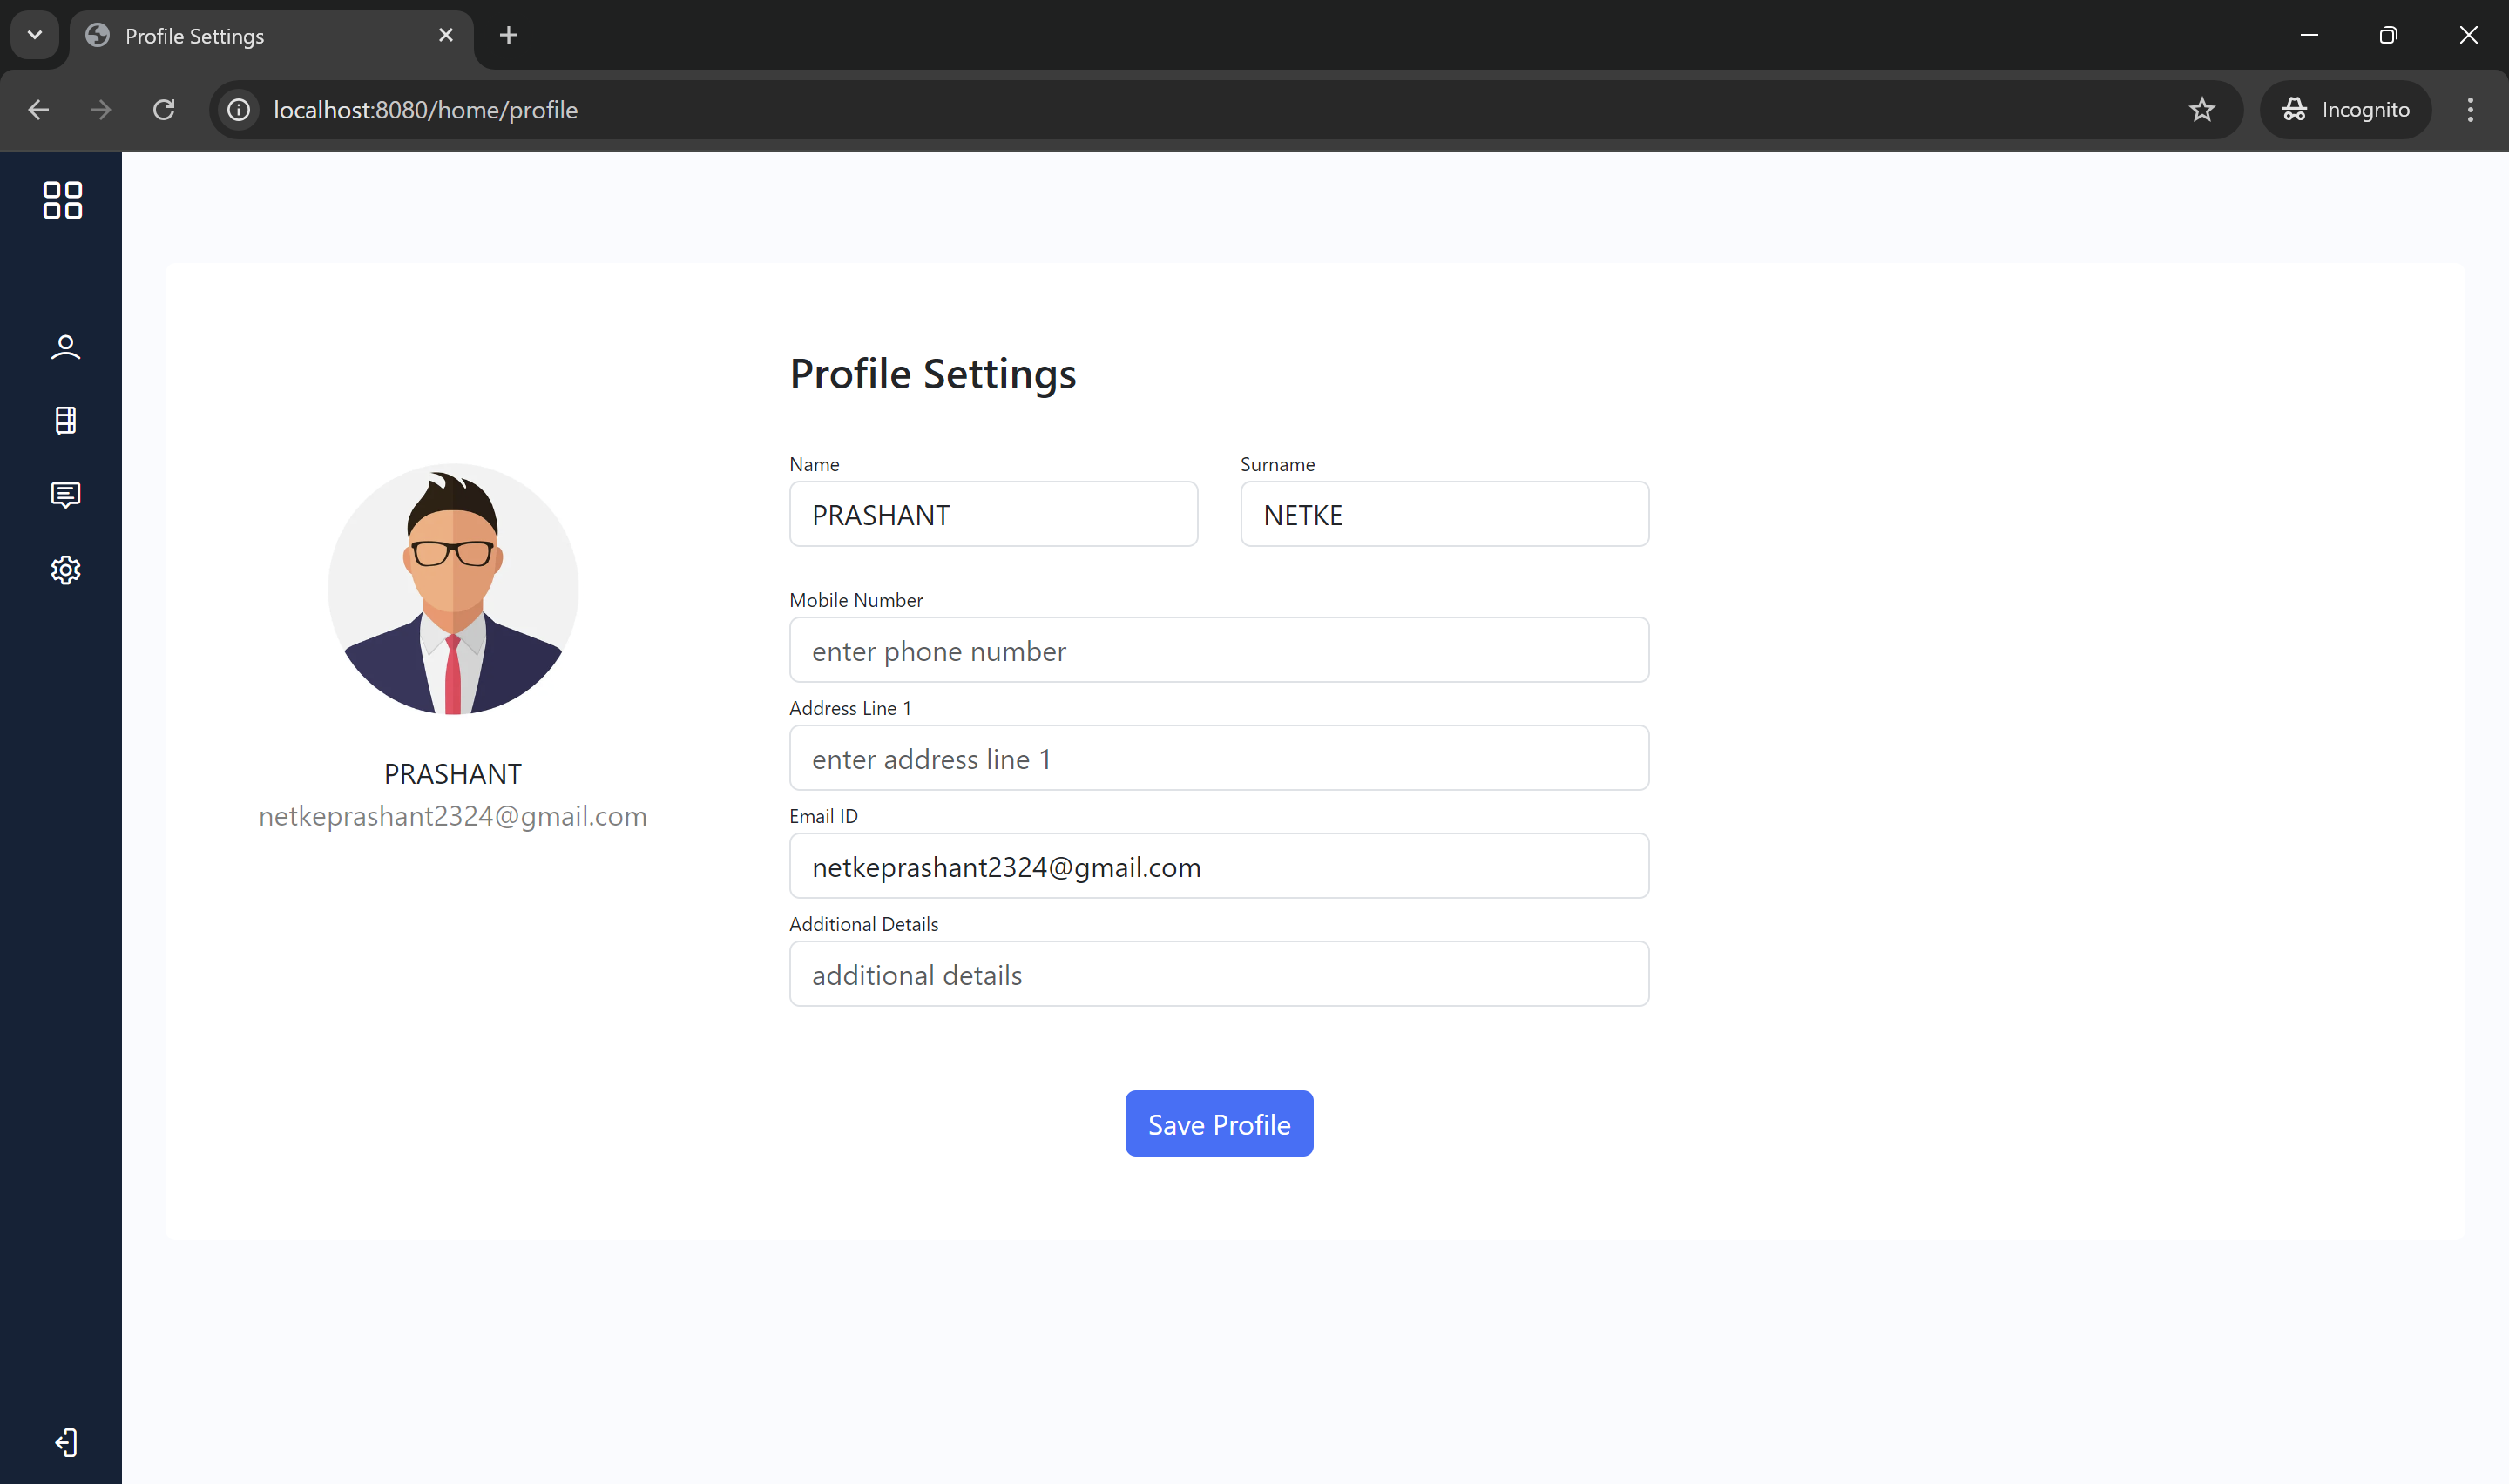 Profile Settings
localhost:8080/home/profile
Incognito
Profile Settings
Name
Surname
PRASHANT
NETKE
Mobile Number
enter phone number
Address Line 1
enter address line 1
PRASHANT
netkeprashant2324@gmail.com
Email ID
netkeprashant2324@gmail.com
Additional Details
additional details
Save Profile